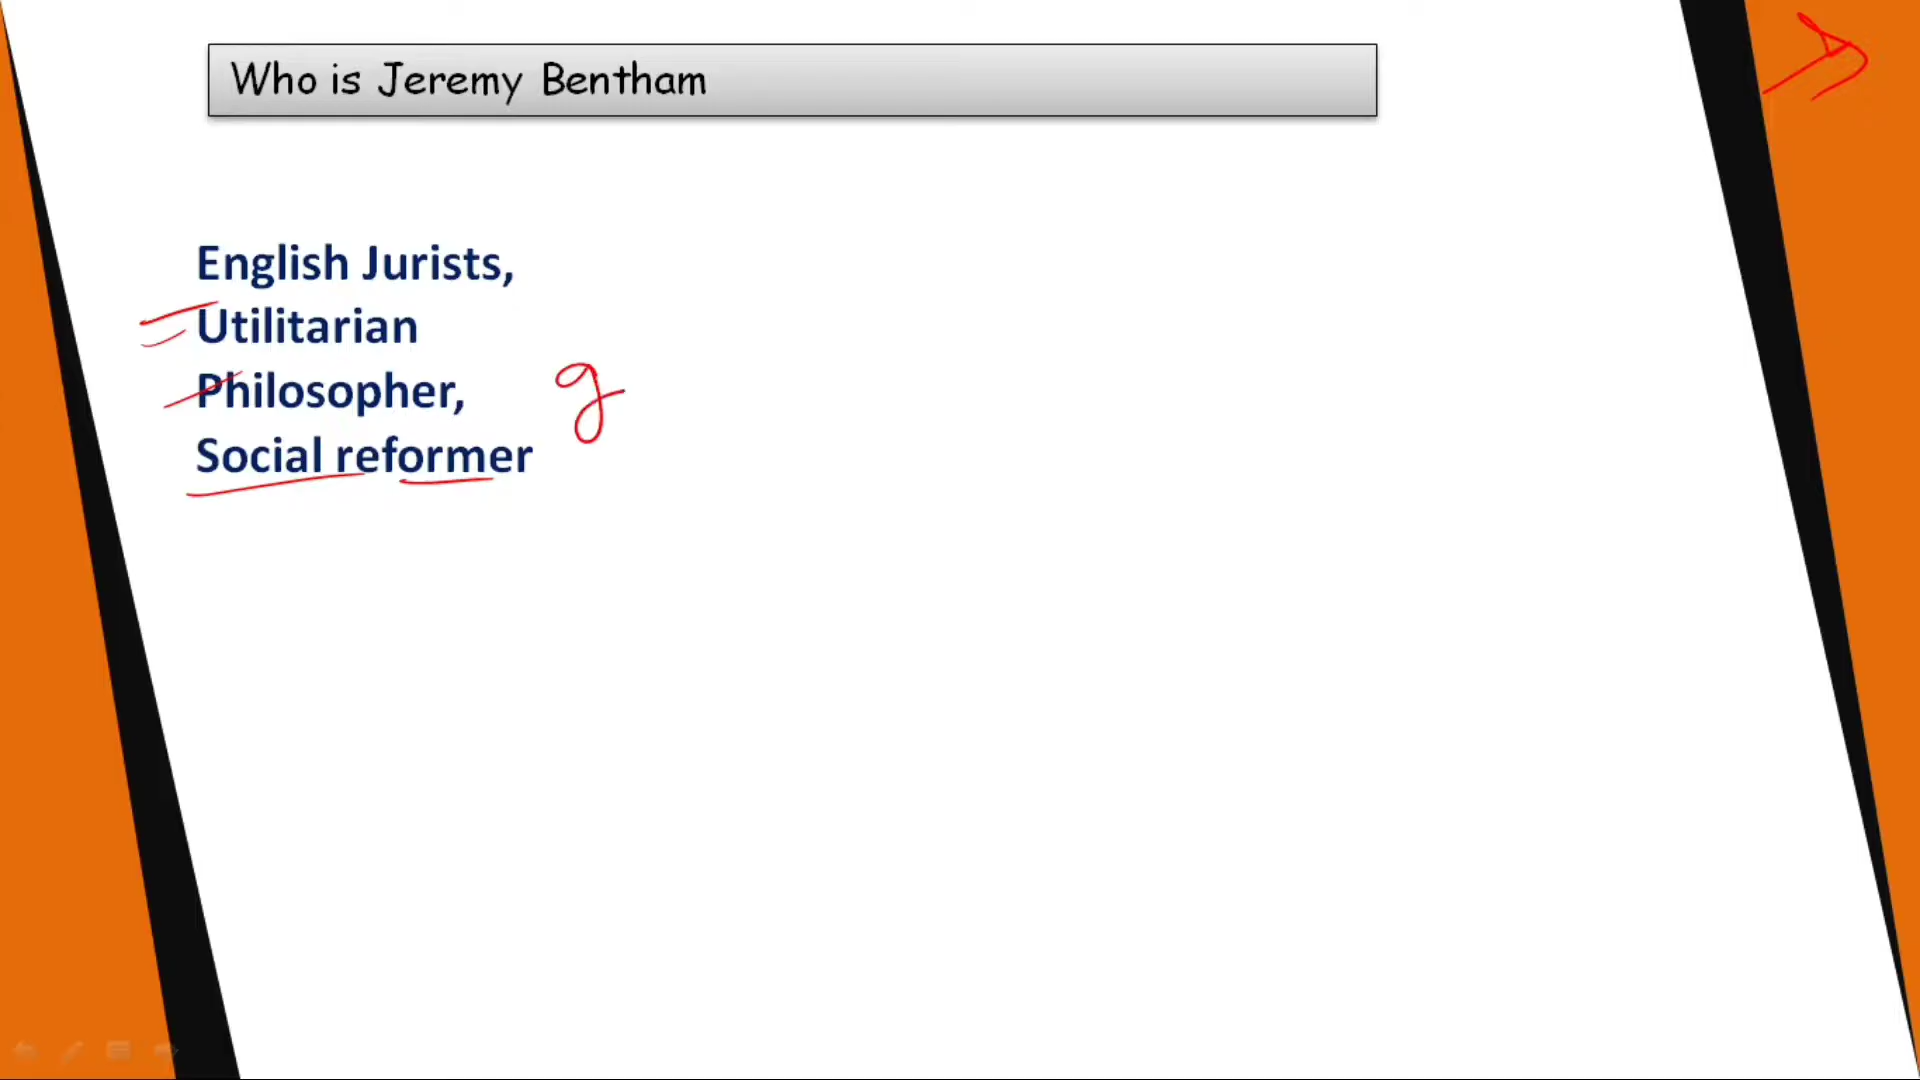 Who is Jeremy Bentham
English Jurists,
Utilitarian
Philosopher,
Social reformer
g